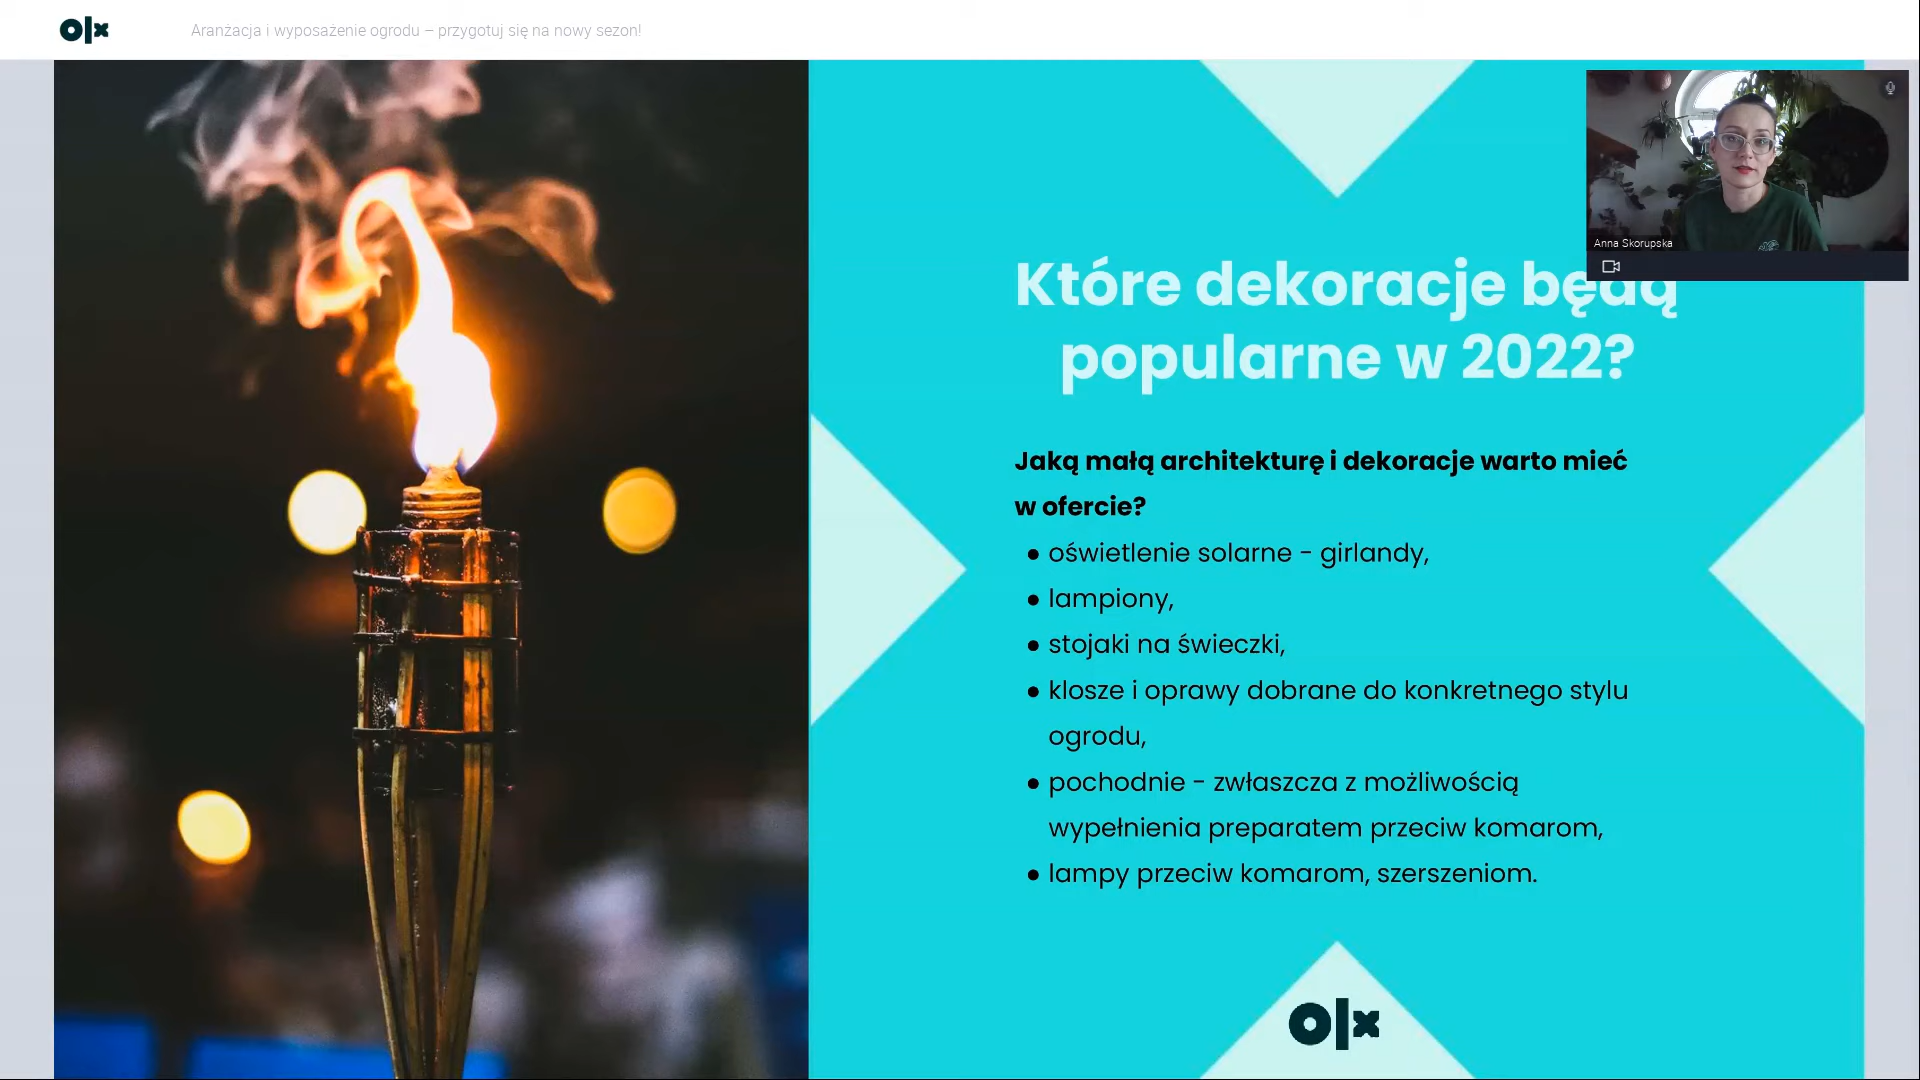 olx
Aranżacja i wyposażenie ogrodu – przygotuj się na nowy sezon!
Anna Skorupska
Które dekoracje będą
popularne w 2022?
Jaką małą architekturę i dekoracje warto mieć
w ofercie?
● oświetlenie solarne - girlandy,
● lampiony,
● stojaki na świeczki,
● klosze i oprawy dobrane do konkretnego stylu
ogrodu,
● pochodnie - zwłaszcza z możliwością
wypełnienia preparatem przeciw komarom,
● lampy przeciw komarom, szerszeniom.
olx